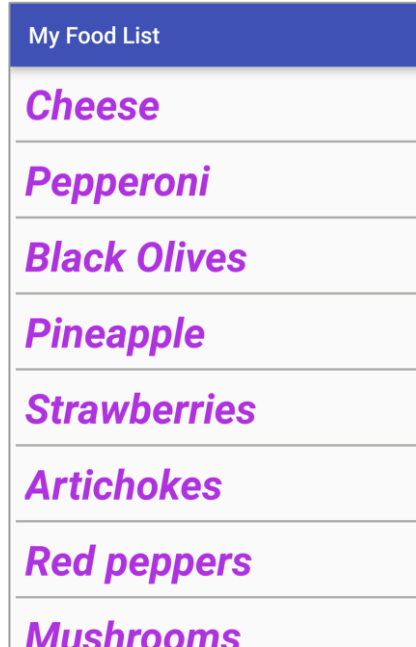 My Food List
Cheese
Pepperoni
Black Olives
Pineapple
Strawberries
Artichokes
Red peppers
Mushrooms